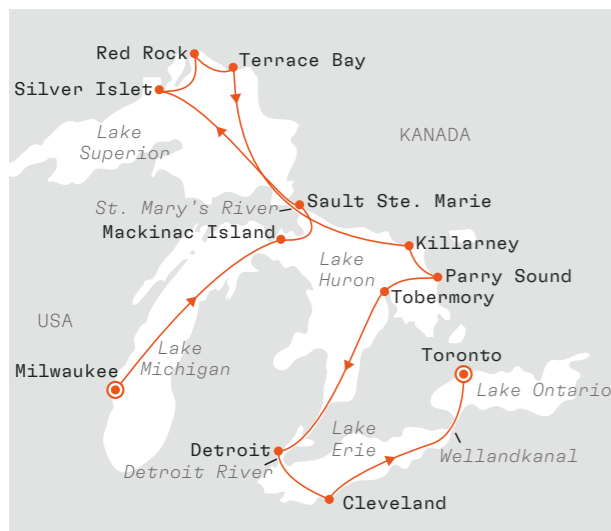 Red Rock
Terrace Bay
Silver Islet
Lake
Superior
KANADA
Sault Ste. Marie
St. Mary's River
Mackinac Island
Killarney
Lake
Huron
Parry Sound
Tobermory
USA
Lake
Michigan
Milwaukee
Toronto
Lake Ontario
Lake
Erie
Detroit
Detroit River
Wellandkanal
Cleveland